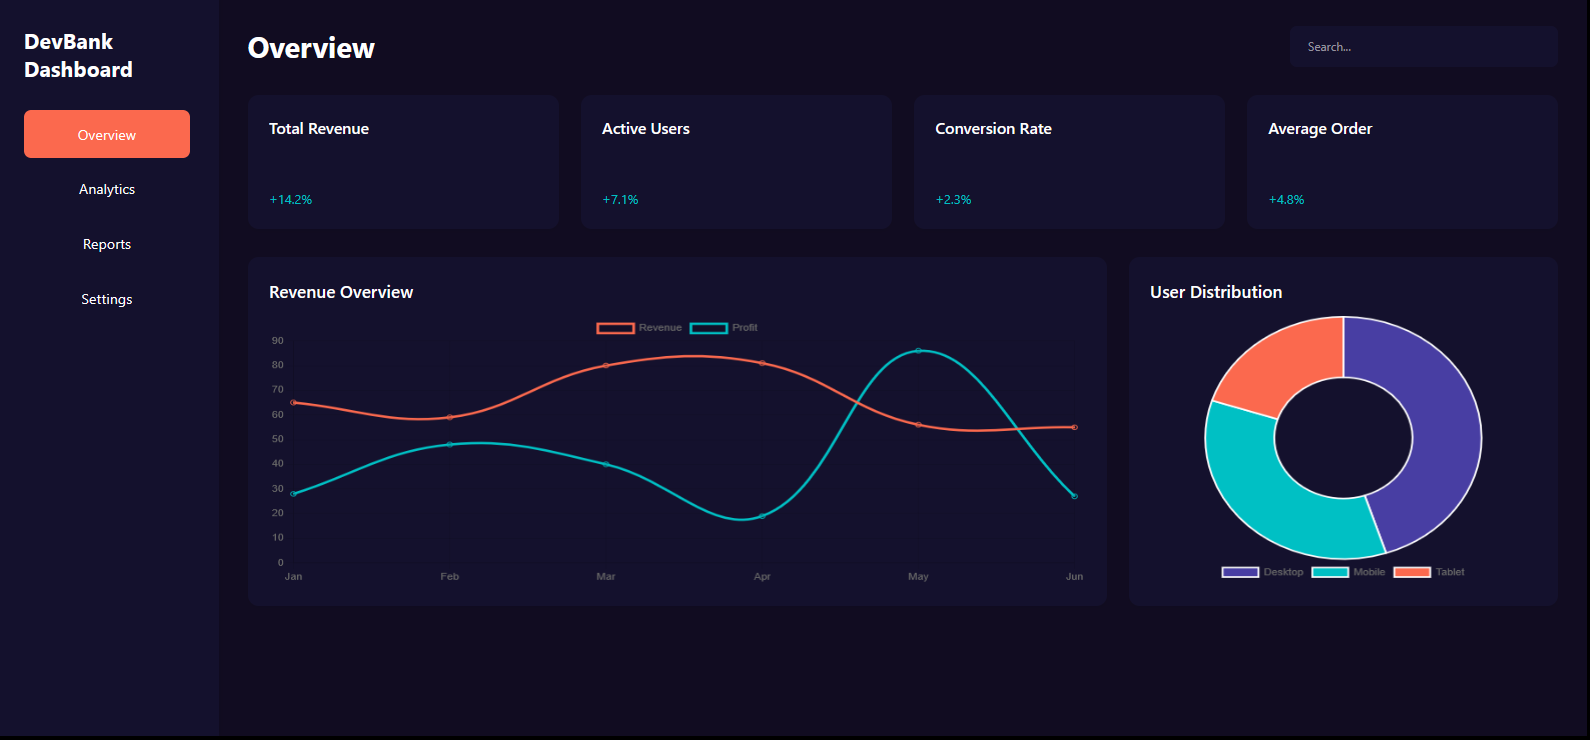 DevBank
Dashboard
Overview
Analytics
Reports
Settings
Overview
Search...
Total Revenue
+14.2%
Active Users
+7.1%
Conversion Rate
+2.3%
Average Order
+4.8%
Revenue Overview
Revenue Profit
90
80
70
60
50
40
30
20
10
0
Jan Feb Mar Apr May Jun
User Distribution
Desktop Mobile Tablet